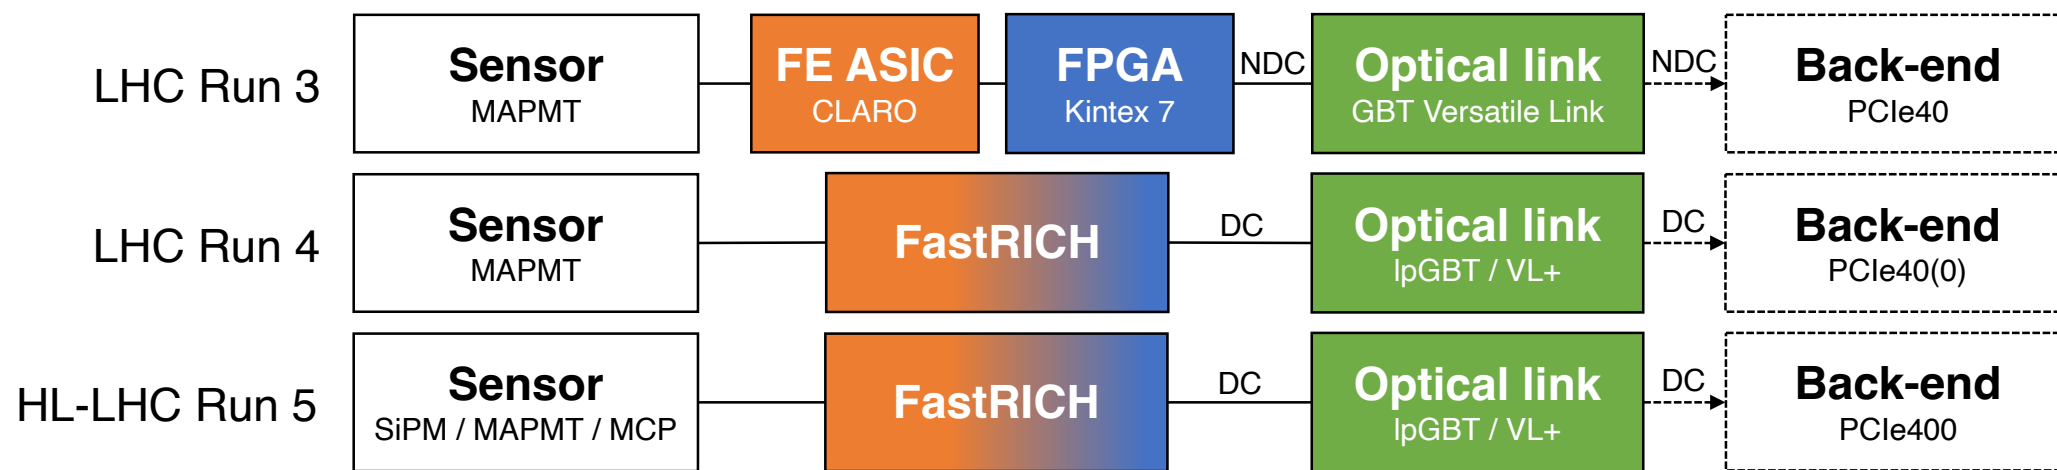 LHC Run 3
Sensor
MAPMT
FE ASIC
CLARO
FPGA
Kintex 7
NDC
Optical link
GBT Versatile Link
NDC
Back-end
PCIe40
LHC Run 4
Sensor
MAPMT
FastRICH
DC
Optical link
lpGBT / VL+
DC
Back-end
PCIe40(0)
HL-LHC Run 5
Sensor
SiPM / MAPMT / MCP
FastRICH
DC
Optical link
lpGBT / VL+
DC
Back-end
PCIe400